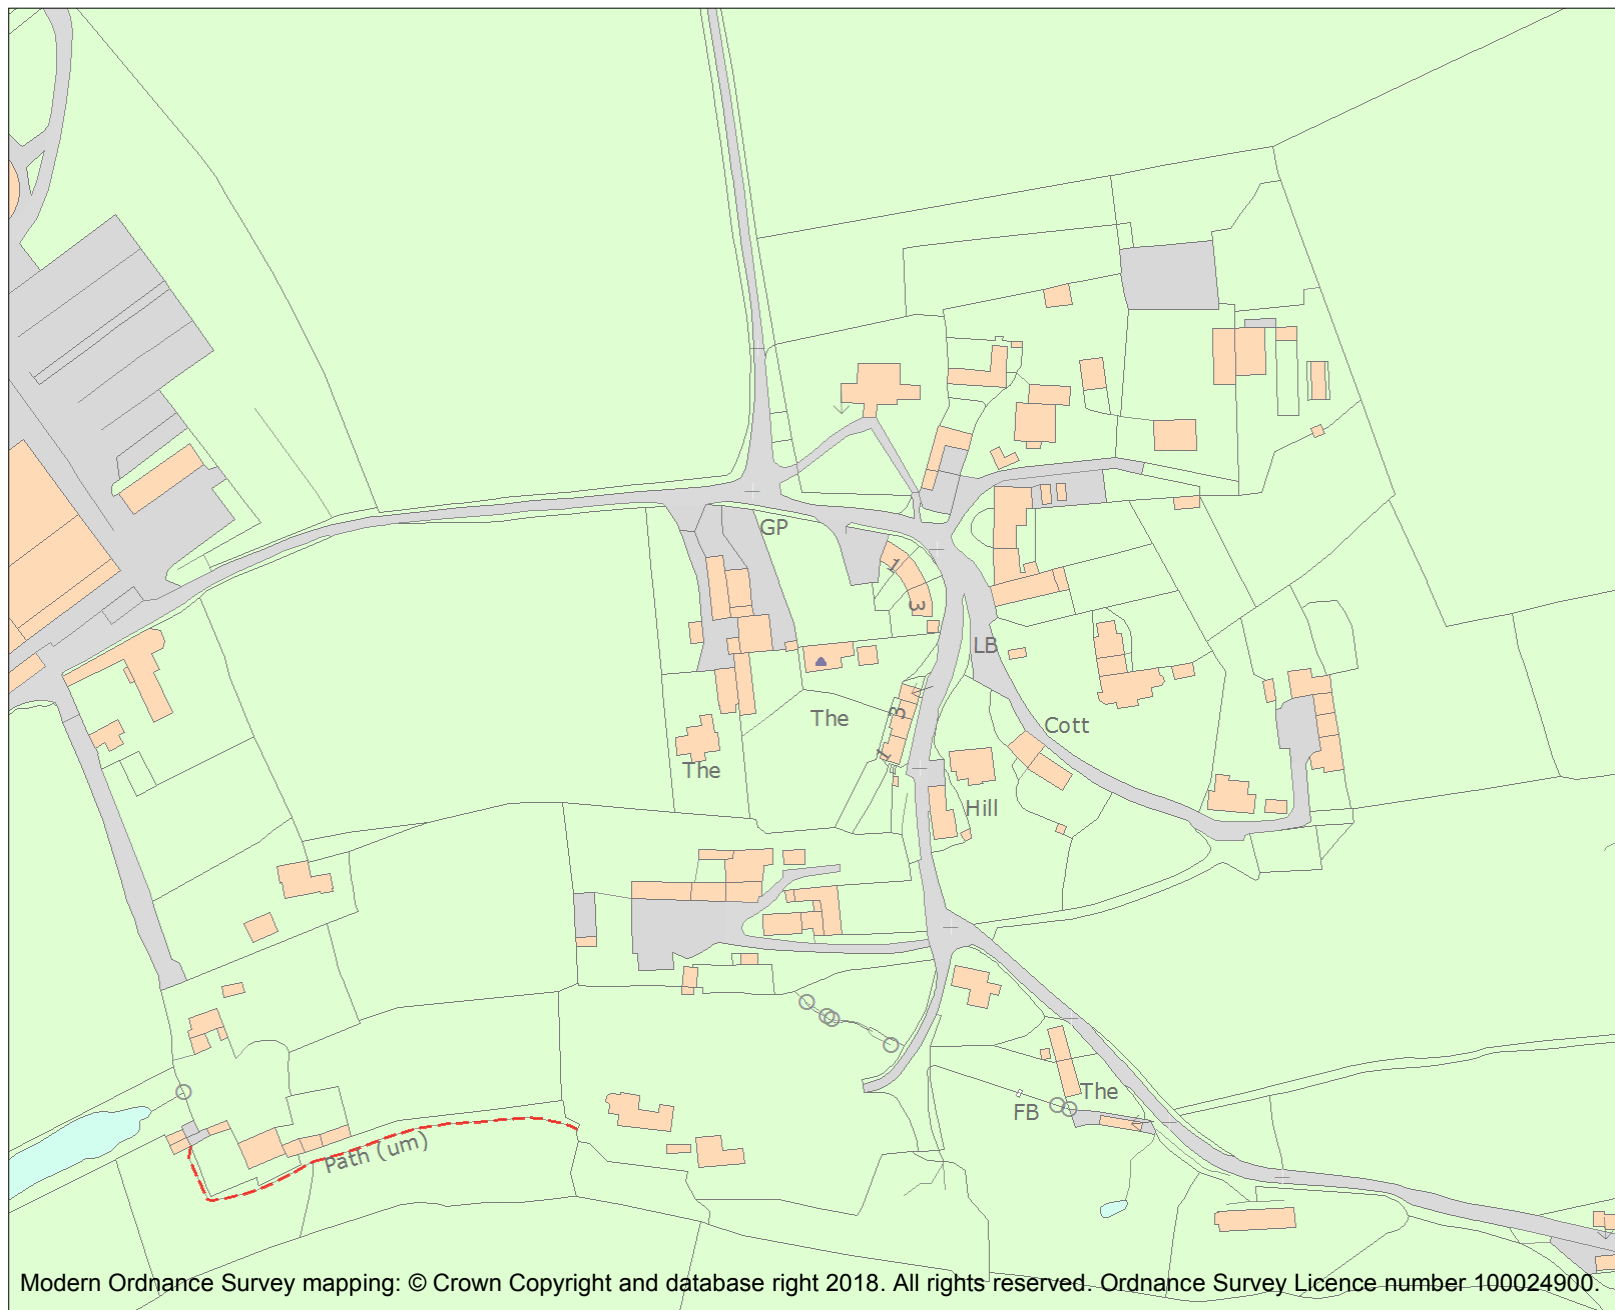 GP
1
3
LB
The
3
Cott
1
The
Hill
The
FB
Path (um)
Modern Ordnance Survey mapping: © Crown Copyright and database right 2018. All rights reserved. Ordnance Survey Licence number 100024900.